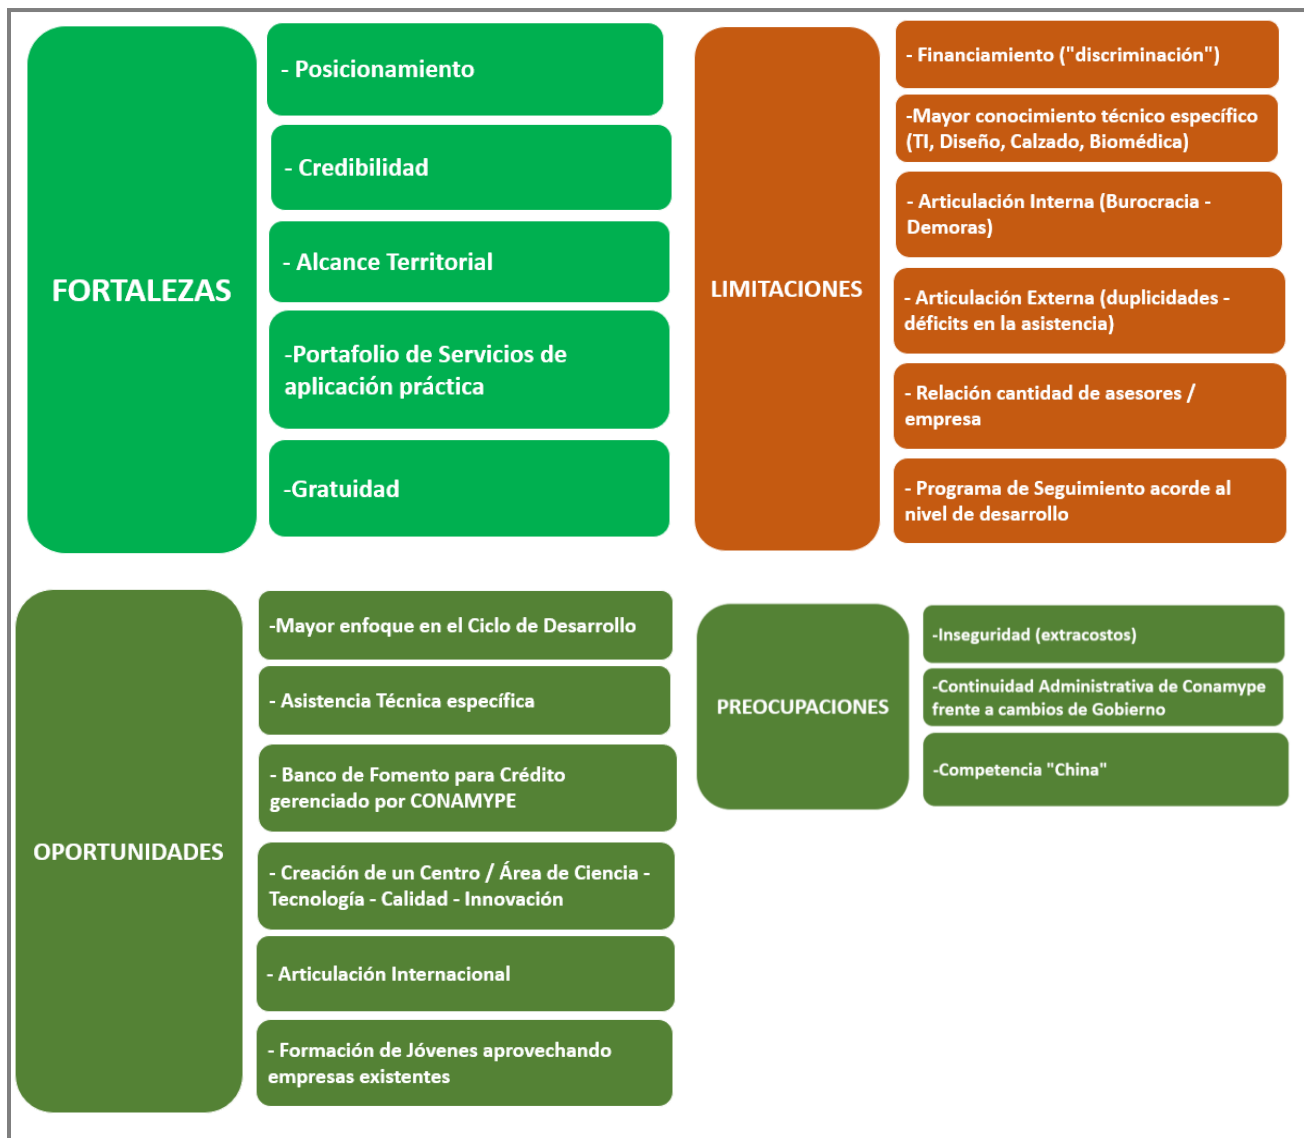 FORTALEZAS
- Posicionamiento
- Credibilidad
- Alcance Territorial
-Portafolio de Servicios de
aplicación práctica
-Gratuidad
LIMITACIONES
- Financiamiento ("discriminación")
-Mayor conocimiento técnico específico
(TI, Diseño, Calzado, Biomédica)
- Articulación Interna (Burocracia -
Demoras)
- Articulación Externa (duplicidades -
déficits en la asistencia)
- Relación cantidad de asesores /
empresa
- Programa de Seguimiento acorde al
nivel de desarrollo
OPORTUNIDADES
-Mayor enfoque en el Ciclo de Desarrollo
- Asistencia Técnica específica
- Banco de Fomento para Crédito
gerenciado por CONAMYPE
- Creación de un Centro / Área de Ciencia -
Tecnología - Calidad - Innovación
- Articulación Internacional
- Formación de Jóvenes aprovechando
empresas existentes
PREOCUPACIONES
-Inseguridad (extracostos)
-Continuidad Administrativa de Conamype
frente a cambios de Gobierno
-Competencia "China"